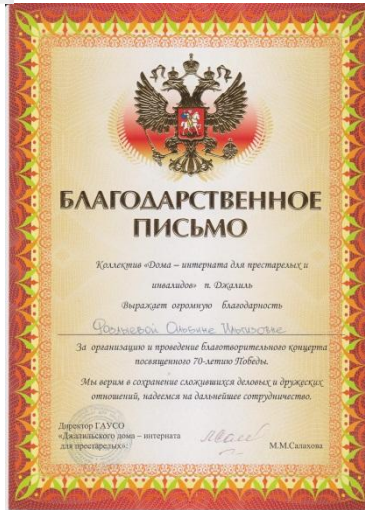 БЛАГОДАРСТВЕННОЕ
ПИСЬМО
Коллектив «Дома – интерната для престарелых и
инвалидов» п. Джалиль
Выражает огромную благодарность
За организацию и проведение благотворительного концерта
посвященного 70-летию Победы.
Мы верим в сохранение сложившихся деловых и дружеских
отношений, надеемся на дальнейшее сотрудничество.
Директор ГАУСО
«Джалильского дома – интерната
для престарелых»:
М.М.Салахова